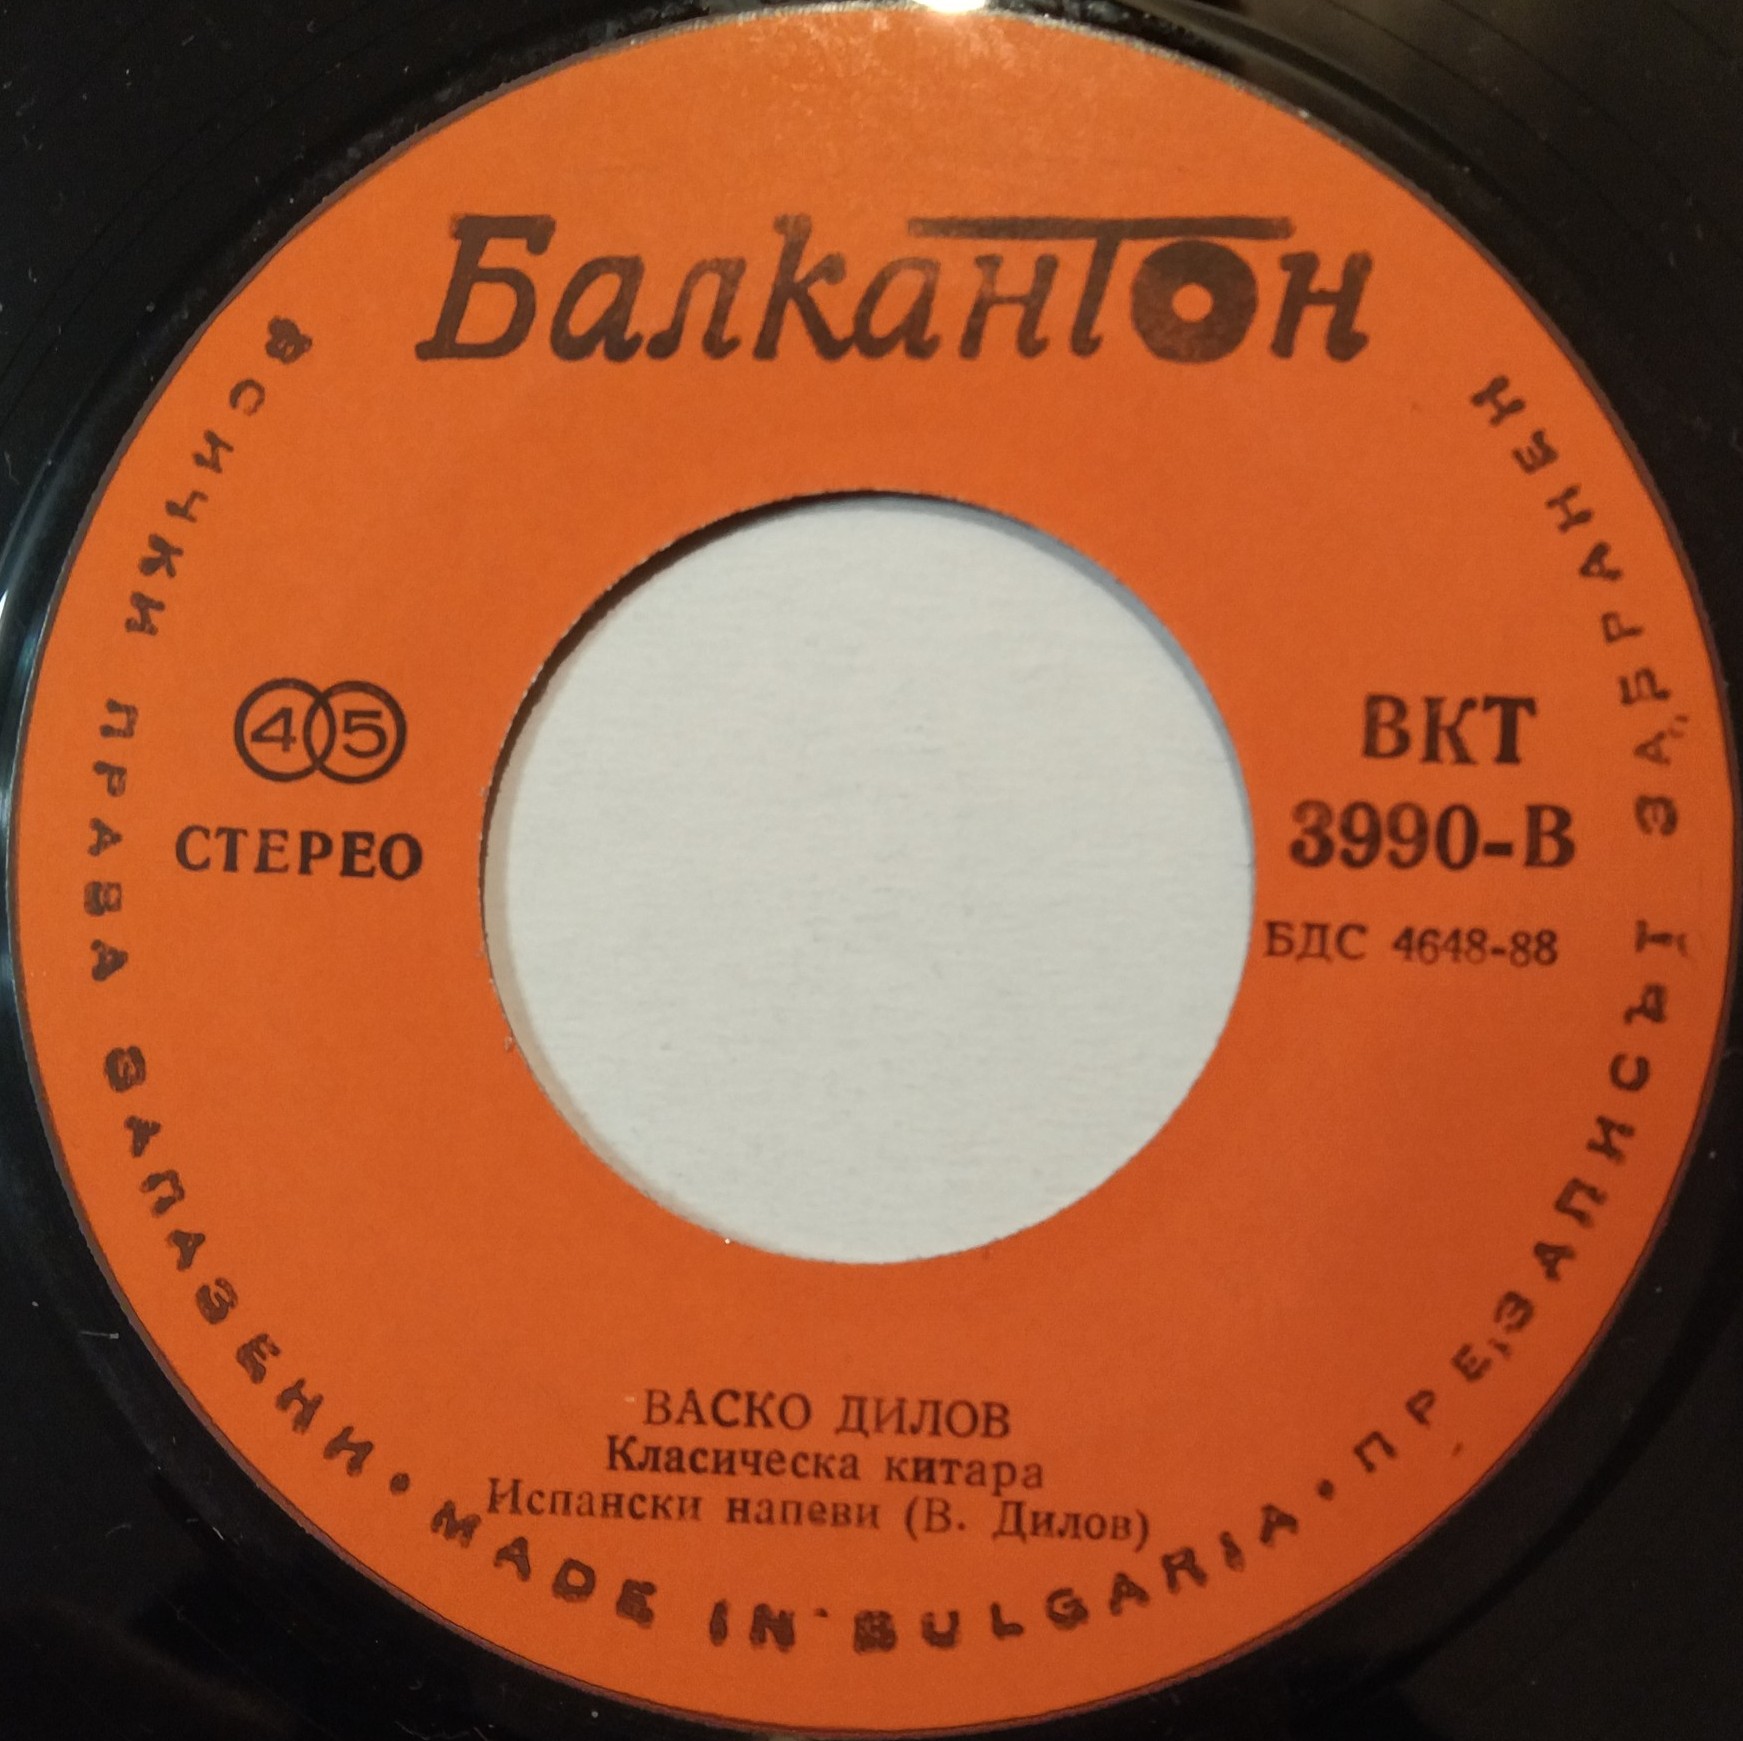 Балкантон
45
СТЕРЕО
ВКТ
3990-В
БДС 4648-88
ВАСКО ДИЛОВ
Класическа китара
Испански напеви (В. Дилов)
ВСИЧКИ ПРАВА ЗАПАЗЕНИ • MADE IN BULGARIA • ПРЕЗАПИСЪТ ЗАБРАНЕН